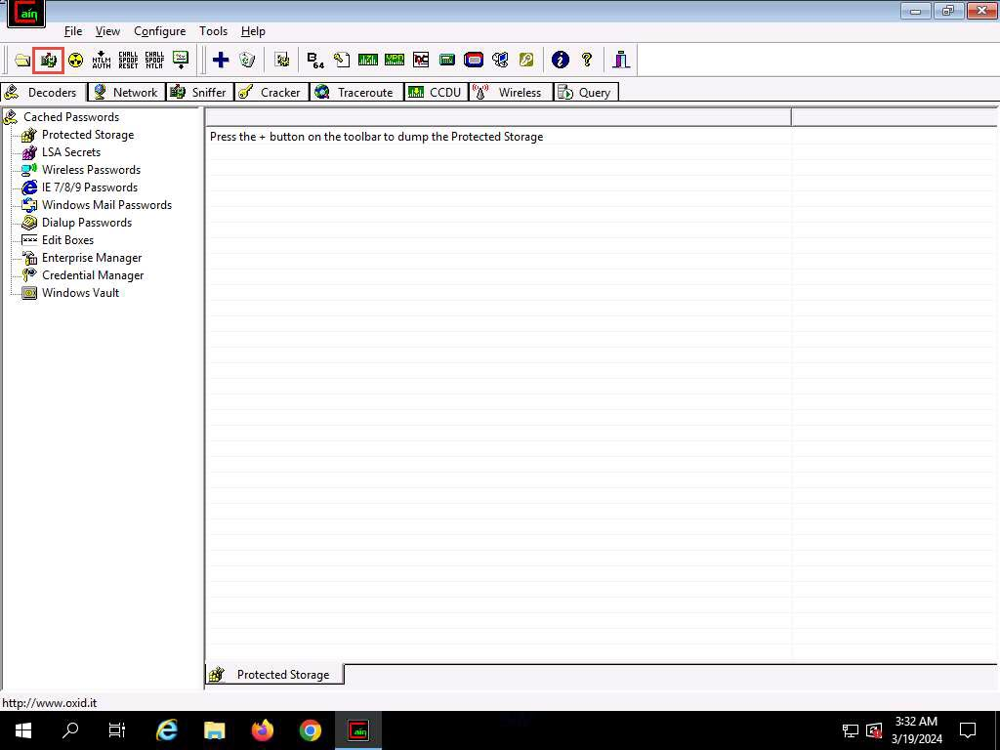 Cain
File View Configure Tools Help
NTLM AUTH
CHALL SPOOF RESET
CHALL SPOOF NTLM
B64
Decoders Network Sniffer Cracker Traceroute CCDU Wireless Query
Cached Passwords
Protected Storage
LSA Secrets
Wireless Passwords
IE 7/8/9 Passwords
Windows Mail Passwords
Dialup Passwords
Edit Boxes
Enterprise Manager
Credential Manager
Windows Vault
Press the + button on the toolbar to dump the Protected Storage
Protected Storage
http://www.oxid.it
Cain
3:32 AM
3/19/2024